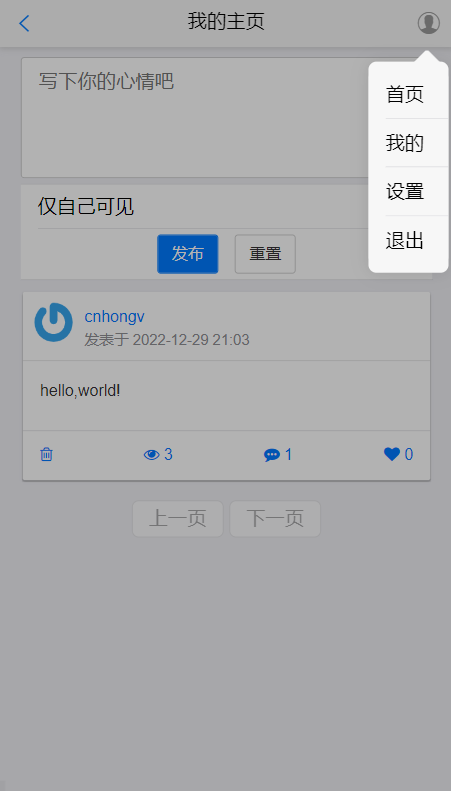 我的主页
首页
我的
设置
退出
写下你的心情吧
仅自己可见
发布 重置
cnhongv
发表于 2022-12-29 21:03
hello,world!
3 1 0
上一页 下一页